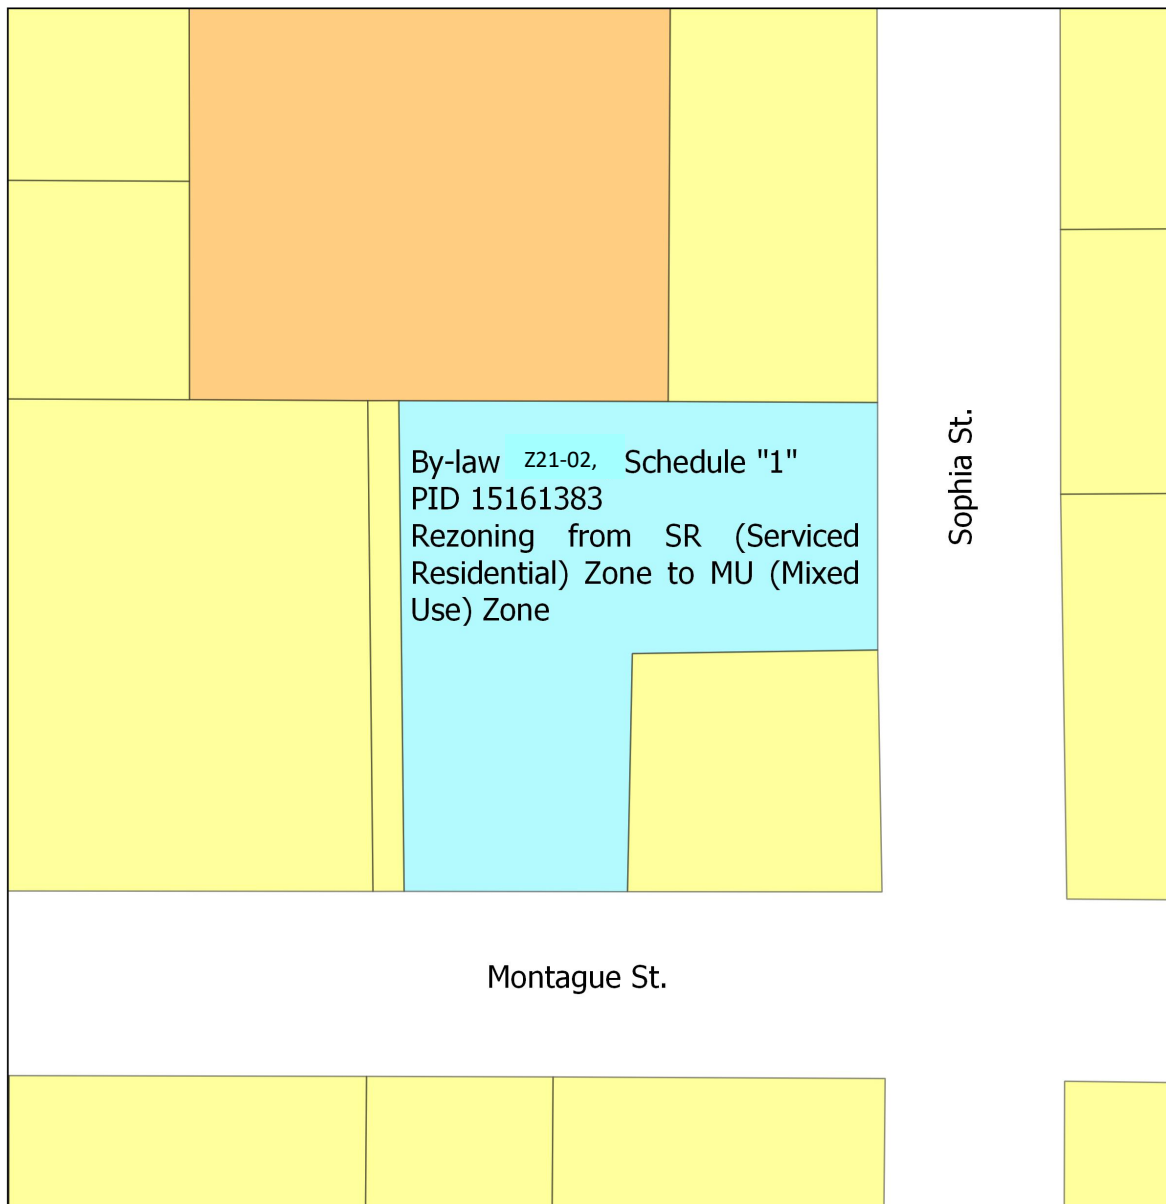 By-law Z21-02, Schedule "1"
PID 15161383
Rezoning from SR (Serviced
Residential) Zone to MU (Mixed
Use) Zone
Sophia St.
Montague St.